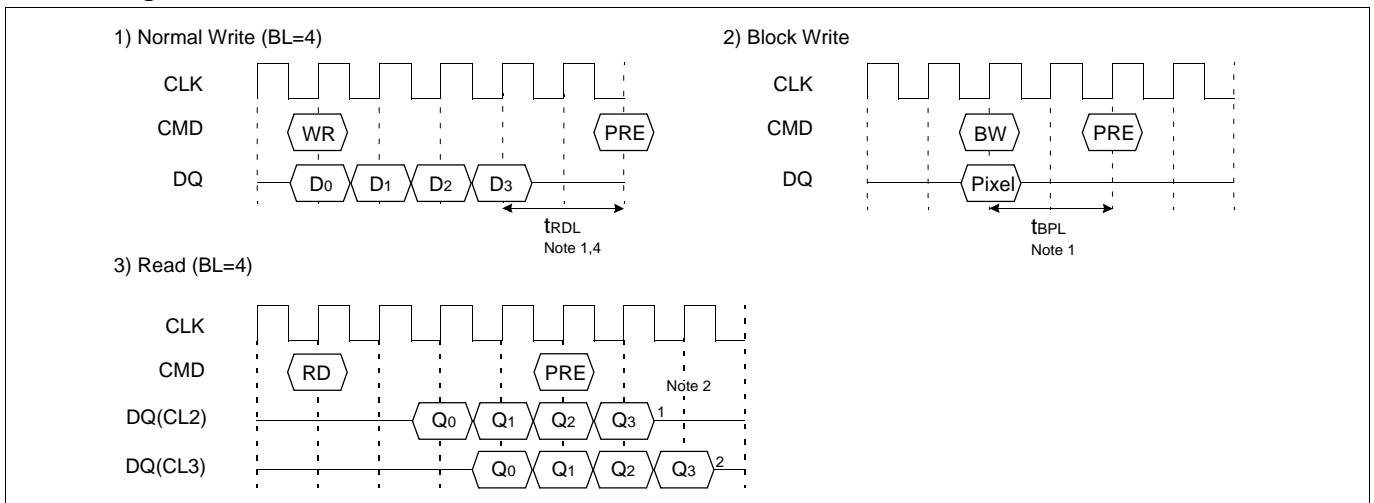 1) Normal Write (BL=4)
CLK
CMD WR PRE
DQ D0 D1 D2 D3
tRDL
Note 1,4
2) Block Write
CLK
CMD BW PRE
DQ Pixel
tBPL
Note 1
3) Read (BL=4)
CLK
CMD RD PRE
Note 2
DQ(CL2) Q0 Q1 Q2 Q3 1
DQ(CL3) Q0 Q1 Q2 Q3 2